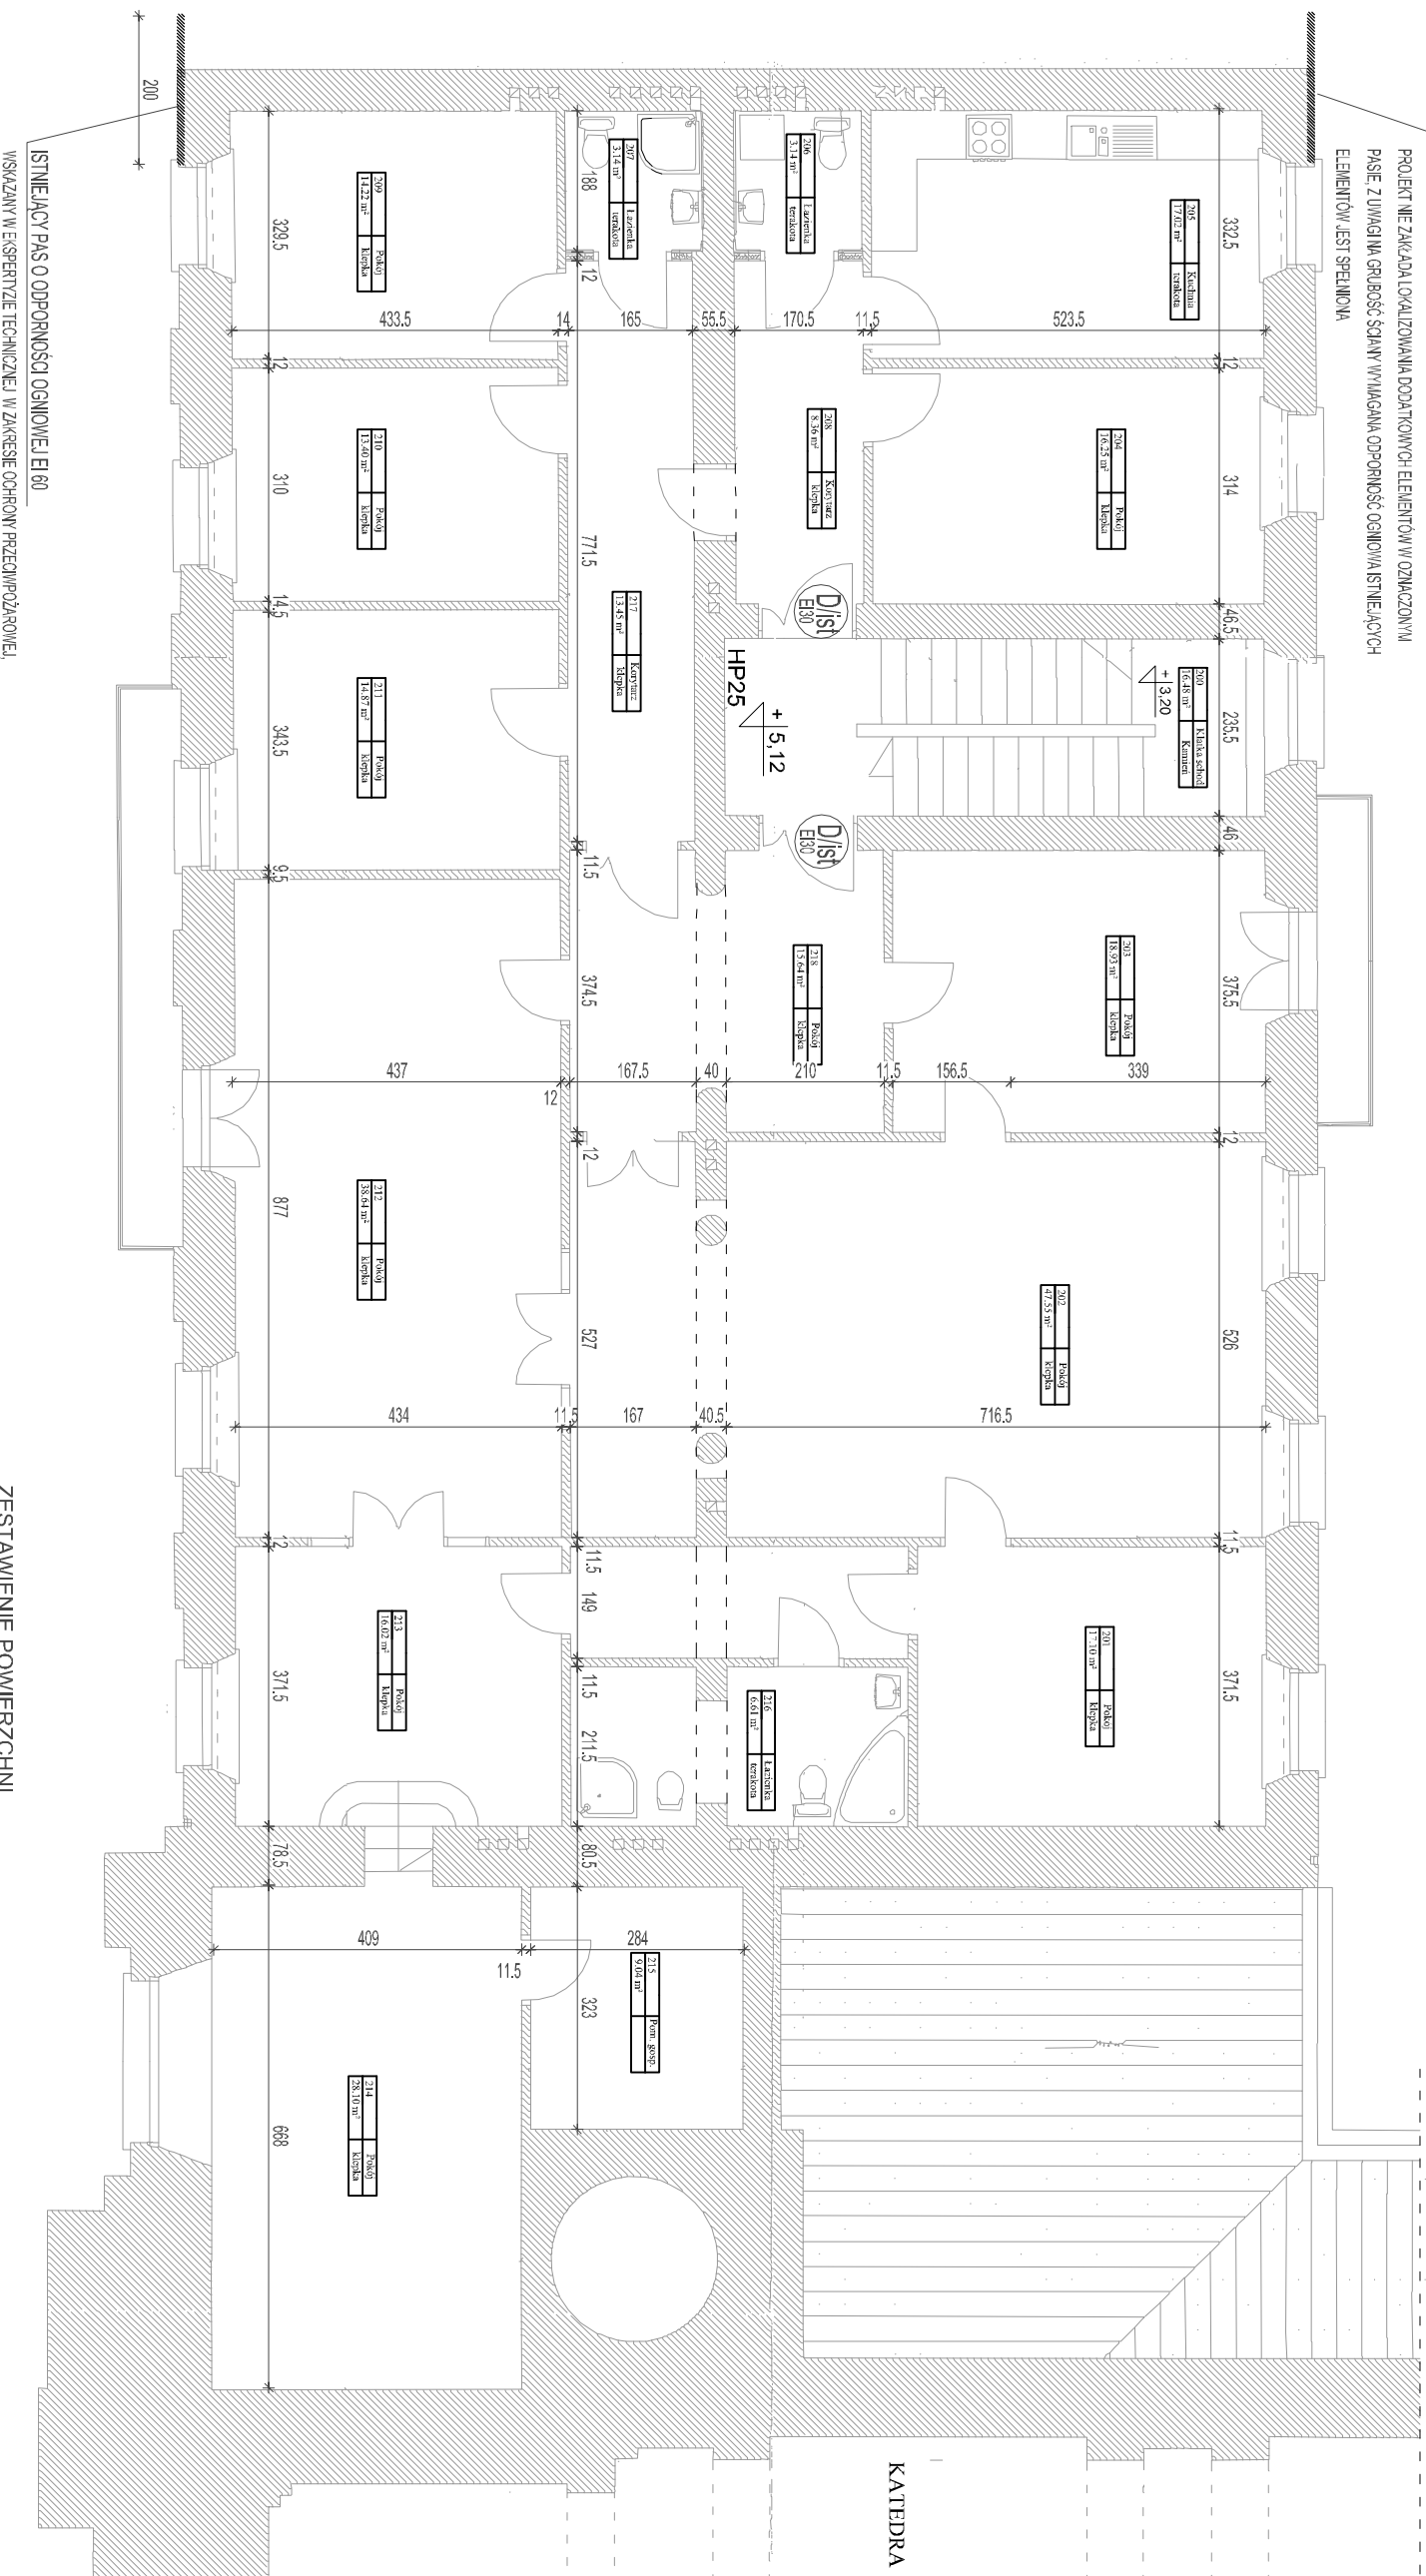 PROJEKT NIE ZAKŁADA LOKALIZOWANIA DODATKOWYCH ELEMENTÓW W OZNACZONYM
PASIE, Z UWAGI NA GRUBOŚĆ ŚCIANY WYMAGANA ODPORNOŚĆ OGNIOWA ISTNIEJĄCYCH
ELEMENTÓW JEST SPEŁNIONA
332.5
12
314
46.5
235.5
46
375.5
12
526
11.5
371.5
205 Kuchnia
17.02 m² terakota
204 Pokój
16.25 m² klepka
200 Klatka schod.
16.48 m² Kamień
+ 3,20
203 Pokój
18.93 m² klepka
202 Pokój
47.55 m² klepka
201 Pokój
17.10 m² klepka
523.5
11.5
170.5
55.5
165
14
433.5
339
156.5
11.5
210
40
167.5
12
437
716.5
40.5
167
11.5
434
206 Łazienka
3.14 m² terakota
208 Korytarz
8.36 m² klepka
D/ist
EI30
HP25
+ 5,12
D/ist
EI30
218 Pokój
15.64 m² klepka
216 Łazienka
6.61 m² terakota
KATEDRA
207 Łazienka
3.14 m² terakota
217 Korytarz
13.45 m² klepka
215 Pom. gosp.
9.04 m²
188
12
771.5
11.5
374.5
12
527
11.5
149
11.5
211.5
80.5
323
284
11.5
409
209 Pokój
14.22 m² klepka
210 Pokój
13.40 m² klepka
211 Pokój
14.87 m² klepka
212 Pokój
38.64 m² klepka
213 Pokój
16.02 m² klepka
214 Pokój
28.10 m² klepka
329.5
12
310
14.5
343.5
9.5
877
12
371.5
78.5
668
200
ISTNIEJĄCY PAS O ODPORNOŚCI OGNIOWEJ EI 60
WSKAZANY W EKSPERTYZIE TECHNICZNEJ W ZAKRESIE OCHRONY PRZECIWPOŻAROWEJ,
ZESTAWIENIE POWIERZCHNI